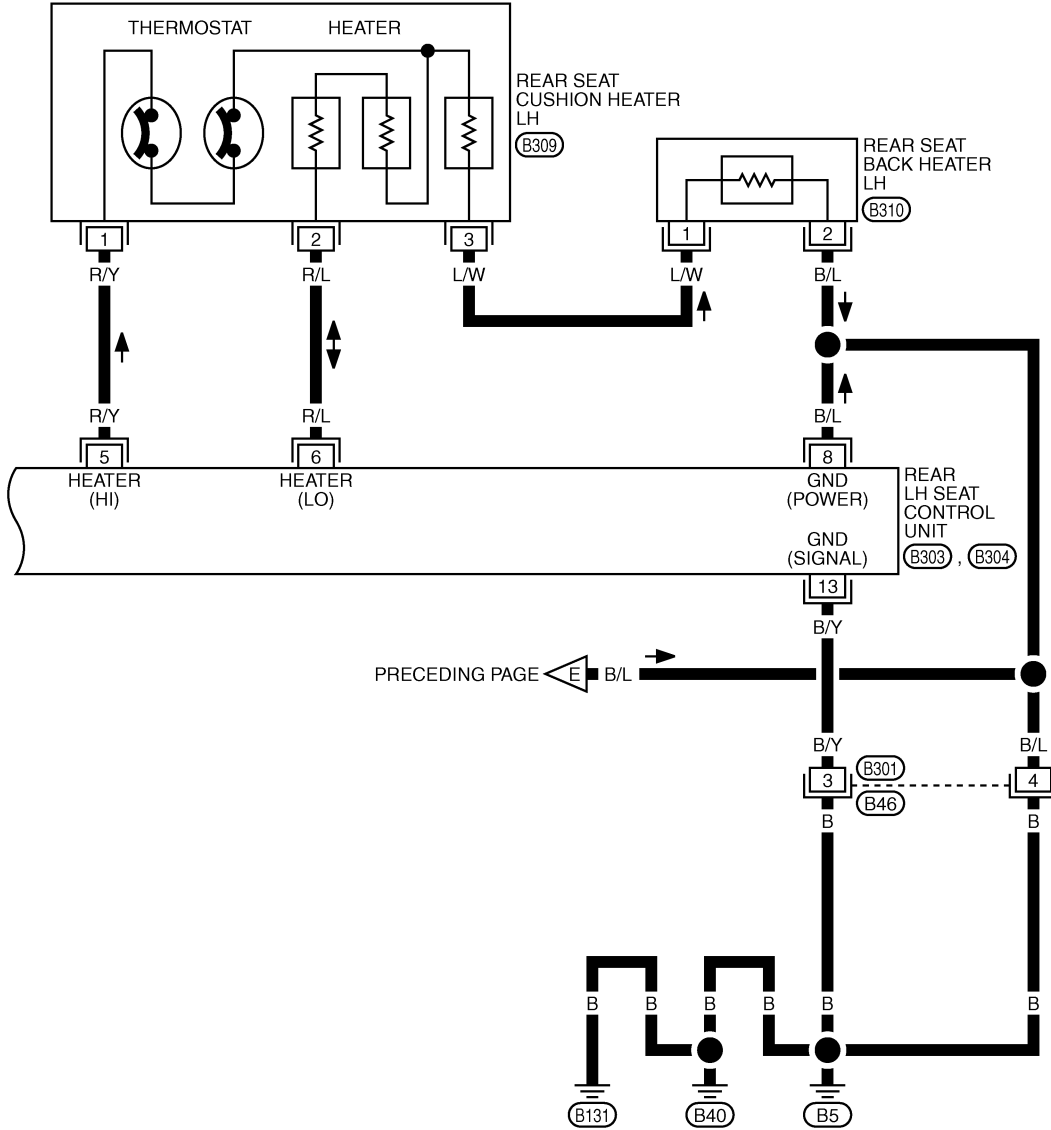 THERMOSTAT
HEATER
REAR SEAT
CUSHION HEATER
LH
B309
REAR SEAT
BACK HEATER
LH
B310
1
2
3
1
2
R/Y
R/L
L/W
L/W
B/L
R/Y
R/L
B/L
5
6
8
HEATER
(HI)
HEATER
(LO)
GND
(POWER)
REAR
LH SEAT
CONTROL
UNIT
B303 , B304
GND
(SIGNAL)
13
B/Y
PRECEDING PAGE
E
B/L
B/Y
B/L
3
B301
4
B46
B
B
B
B
B
B
B
B
B131
B40
B5